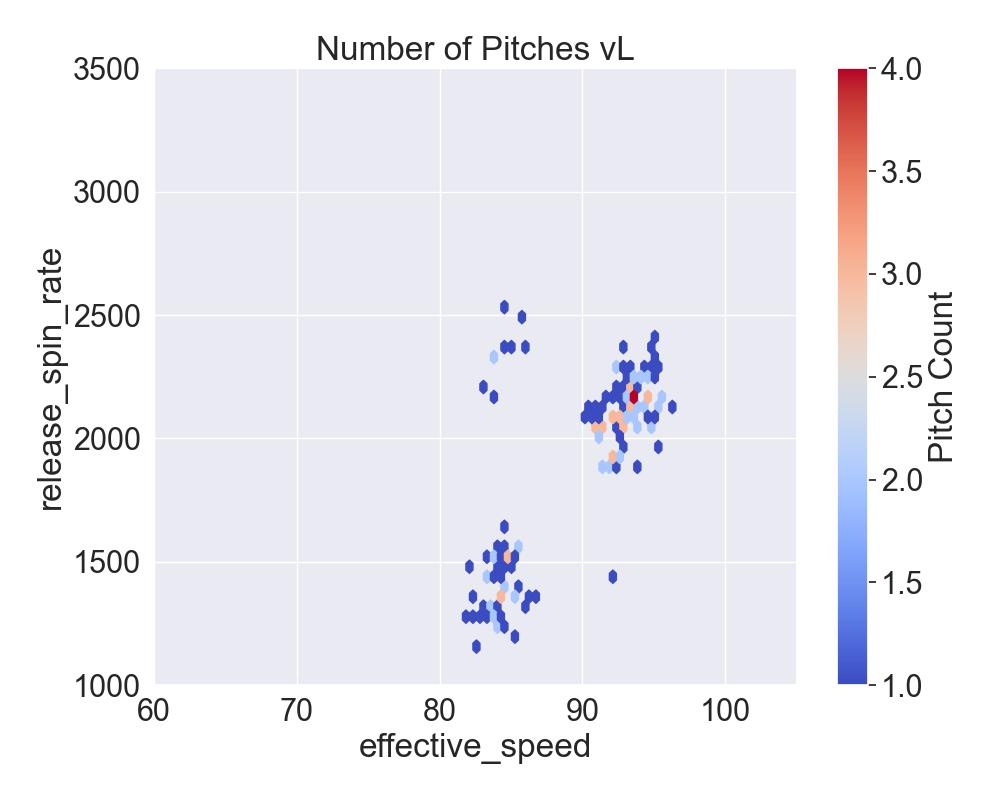 Number of Pitches vL
3500
3000
2500
2000
1500
1000
release_spin_rate
60 70 80 90 100
effective_speed
4.0
3.5
3.0
2.5
2.0
1.5
1.0
Pitch Count